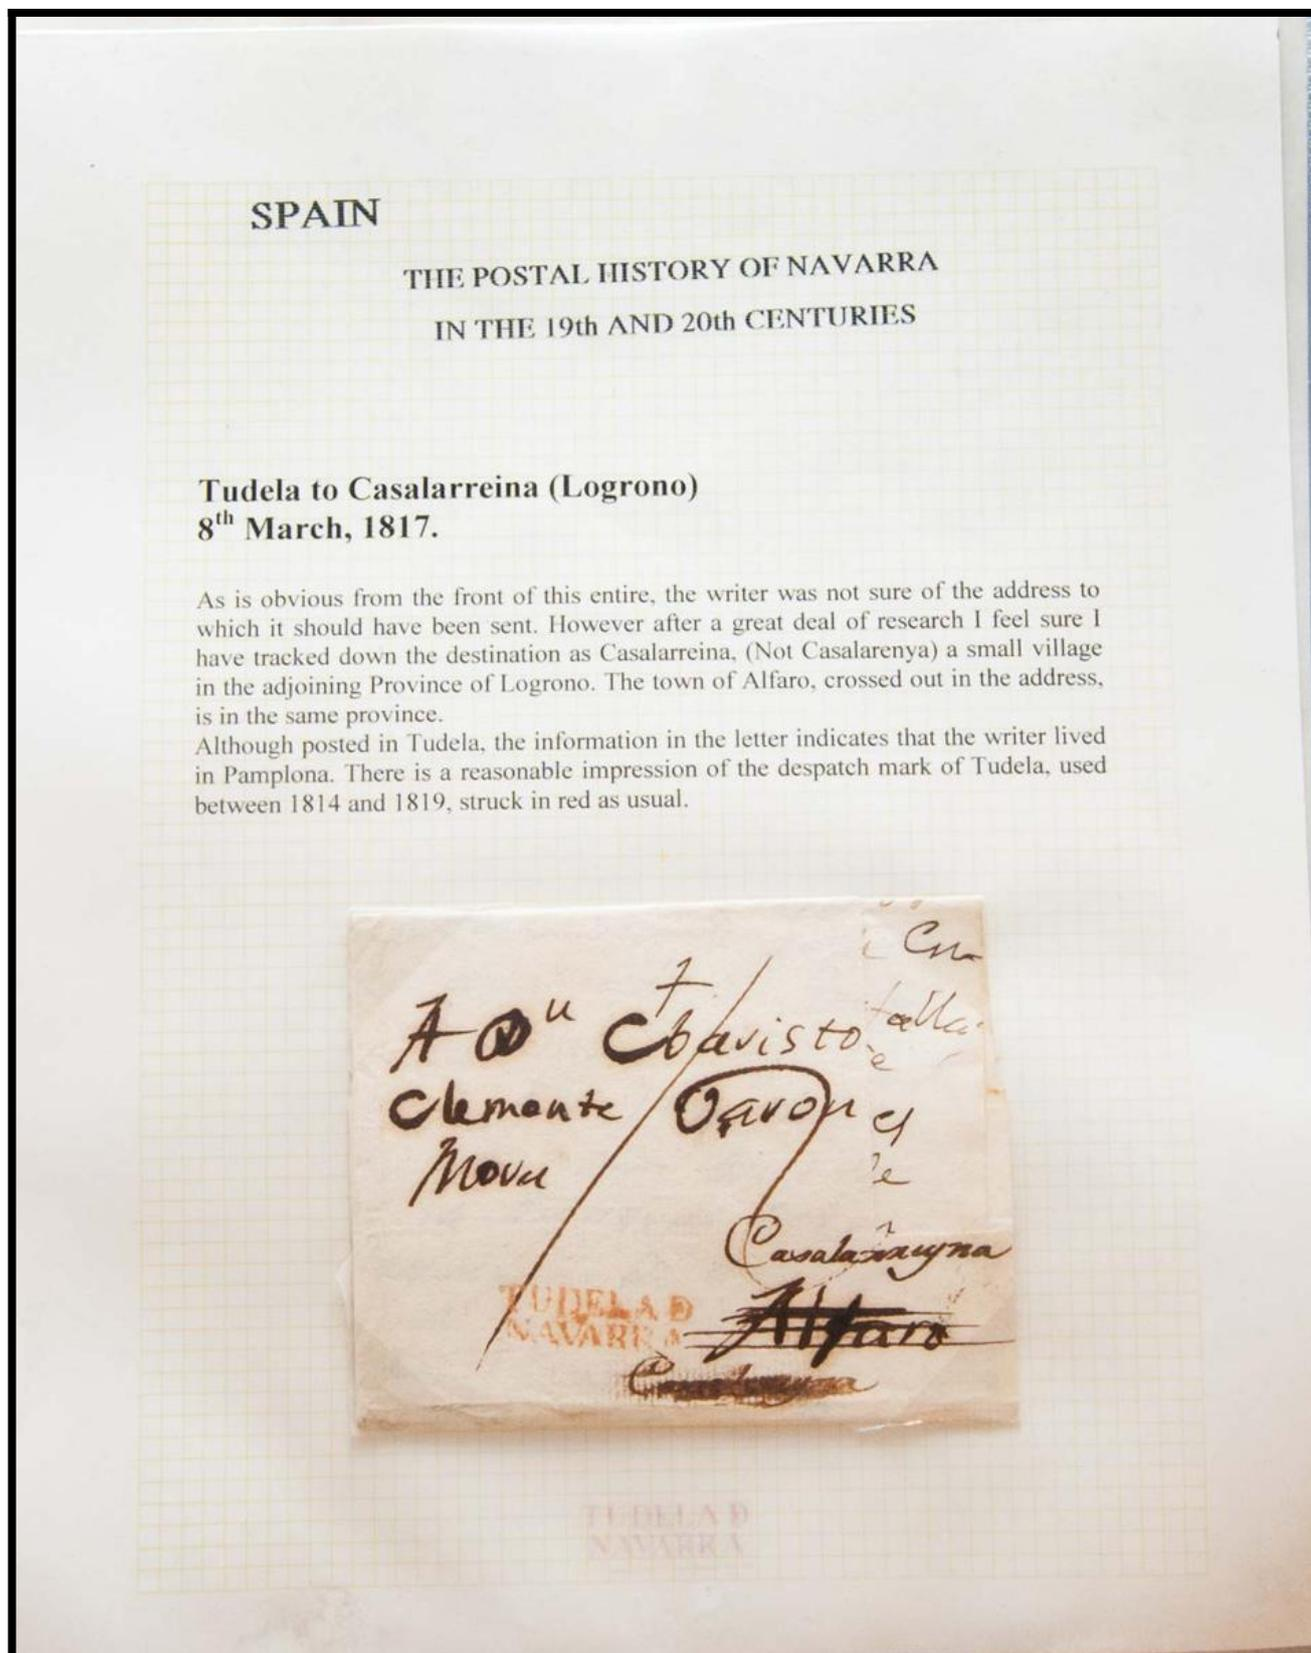 SPAIN
THE POSTAL HISTORY OF NAVARRA
IN THE 19th AND 20th CENTURIES
Tudela to Casalarreina (Logrono)
8th March, 1817.
As is obvious from the front of this entire, the writer was not sure of the address to
which it should have been sent. However after a great deal of research I feel sure I
have tracked down the destination as Casalarreina, (Not Casalarenya) a small village
in the adjoining Province of Logrono. The town of Alfaro, crossed out in the address,
is in the same province.
Although posted in Tudela, the information in the letter indicates that the writer lived
in Pamplona. There is a reasonable impression of the despatch mark of Tudela, used
between 1814 and 1819, struck in red as usual.
A
Clemente
TUDELA D
NAVARRA
Alfaro
TUDELA D
NAVARRA